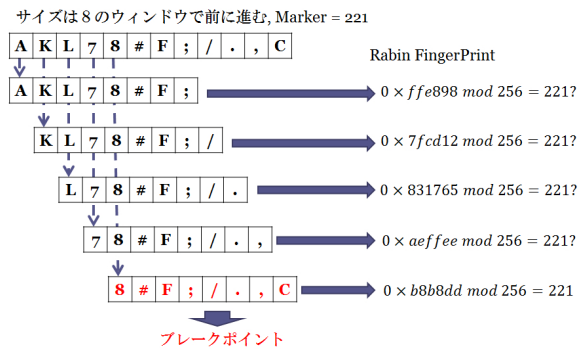 サイズは８のウィンドウで前に進む, Marker = 221
A K L 7 8 # F ; / . , C
Rabin FingerPrint
A K L 7 8 # F ;
0 × ffe898 mod 256 = 221?
K L 7 8 # F ; /
0 × 7fcd12 mod 256 = 221?
L 7 8 # F ; / .
0 × 831765 mod 256 = 221?
7 8 # F ; / . ,
0 × aeffee mod 256 = 221?
8 # F ; / . , C
0 × b8b8dd mod 256 = 221
ブレークポイント